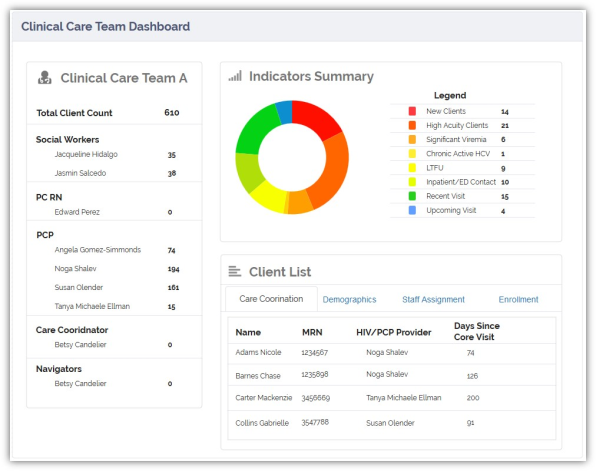 Clinical Care Team Dashboard
Clinical Care Team A
Total Client Count 610
Social Workers
Jacqueline Hidalgo 35
Jasmin Salcedo 38
PC RN
Edward Perez 0
PCP
Angela Gomez-Simmonds 74
Noga Shalev 194
Susan Olender 161
Tanya Michaele Ellman 15
Care Cooridnator
Betsy Candelier 0
Navigators
Betsy Candelier 0
Indicators Summary
Legend
New Clients 14
High Acuity Clients 21
Significant Viremia 6
Chronic Active HCV 1
LTFU 9
Inpatient/ED Contact 10
Recent Visit 15
Upcoming Visit 4
Client List
Care Coorination Demographics Staff Assignment Enrollment
Name MRN HIV/PCP Provider Days Since
Core Visit
Adams Nicole 1234567 Noga Shalev 74
Barnes Chase 1235898 Noga Shalev 126
Carter Mackenzie 3456669 Tanya Michaele Ellman 200
Collins Gabrielle 3547788 Susan Olender 91